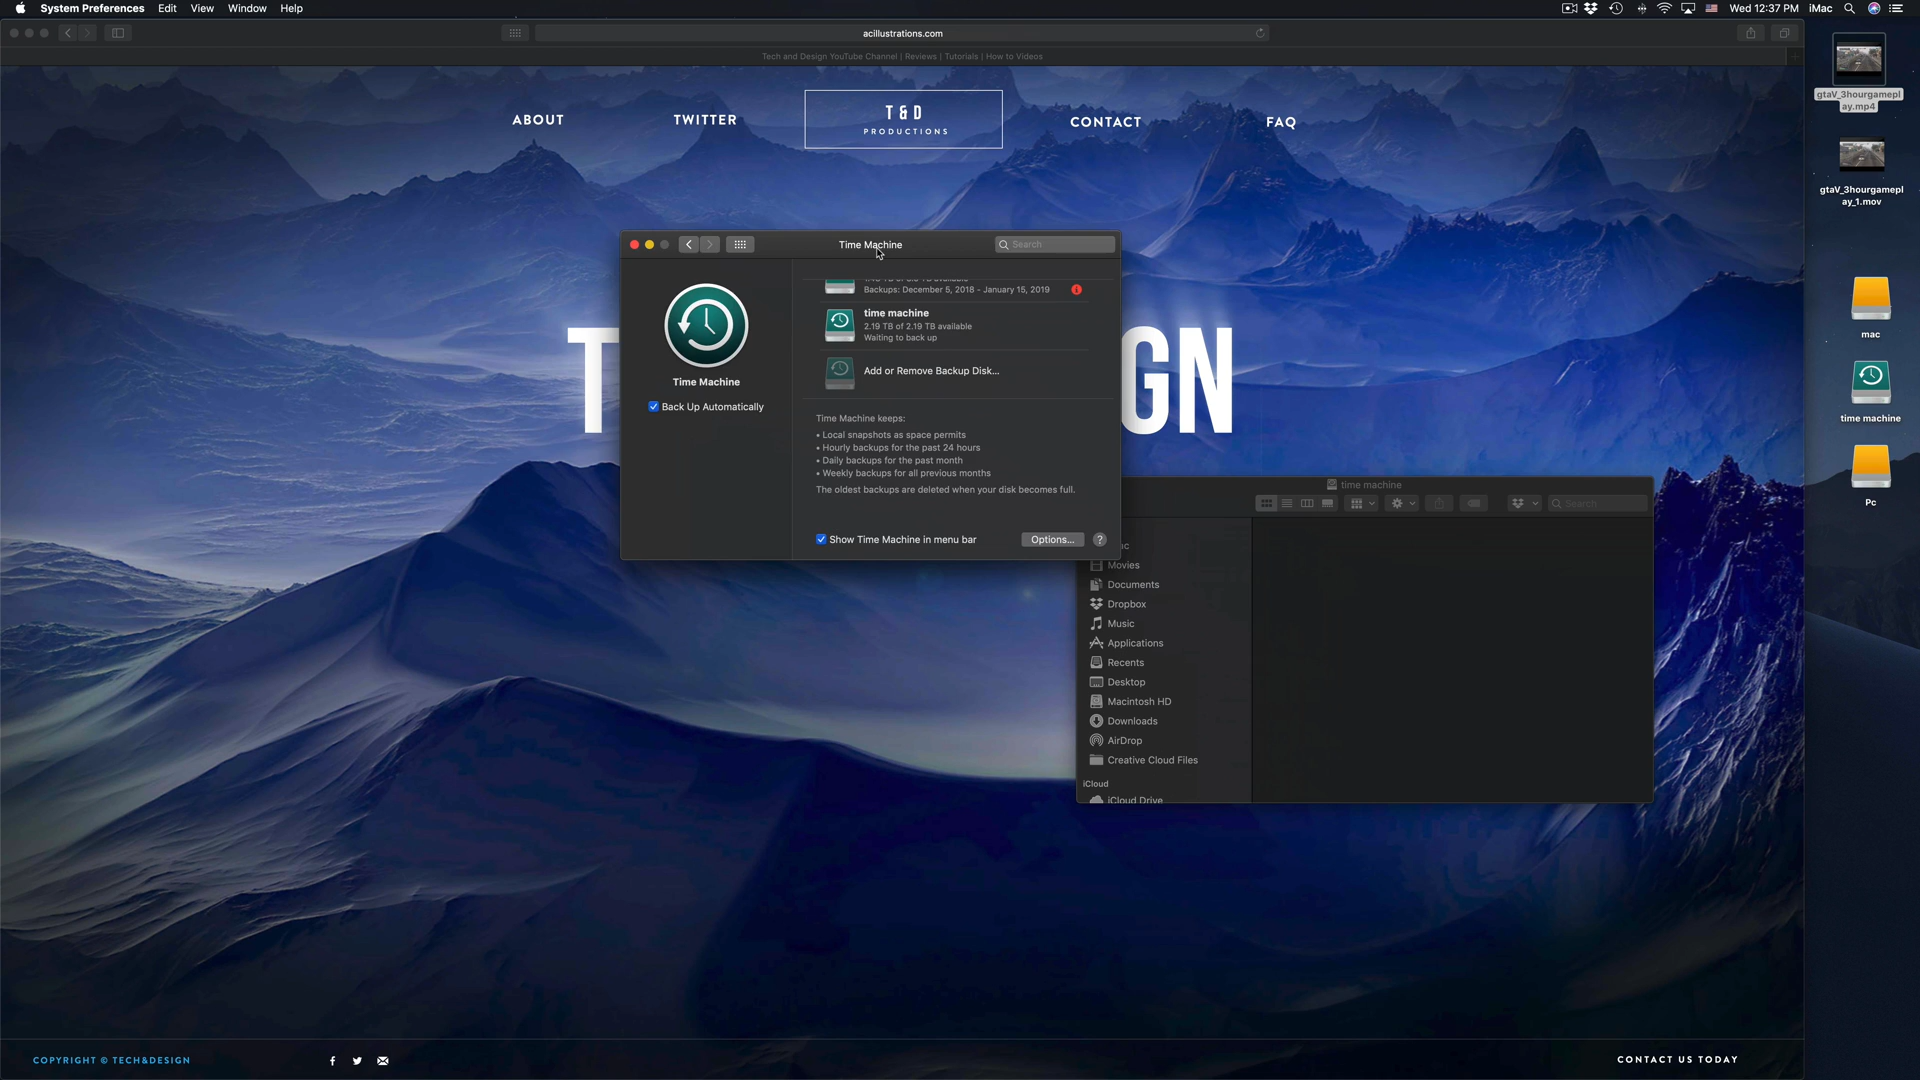 System Preferences Edit View Window Help
Wed 12:37 PM iMac
acillustrations.com
Tech and Design YouTube Channel | Reviews | Tutorials | How to Videos
ABOUT
TWITTER
T & D
PRODUCTIONS
CONTACT
FAQ
gtaV_3hourgamepl
ay.mp4
gtaV_3hourgamepl
ay_1.mov
mac
time machine
Pc
Time Machine
Search
Backups: December 5, 2018 - January 15, 2019
time machine
2.19 TB of 2.19 TB available
Waiting to back up
Add or Remove Backup Disk...
Time Machine
Back Up Automatically
Time Machine keeps:
• Local snapshots as space permits
• Hourly backups for the past 24 hours
• Daily backups for the past month
• Weekly backups for all previous months
The oldest backups are deleted when your disk becomes full.
Show Time Machine in menu bar
Options...
?
T
GN
time machine
Search
Movies
Documents
Dropbox
Music
Applications
Recents
Desktop
Macintosh HD
Downloads
AirDrop
Creative Cloud Files
iCloud
iCloud Drive
COPYRIGHT © TECH&DESIGN
CONTACT US TODAY